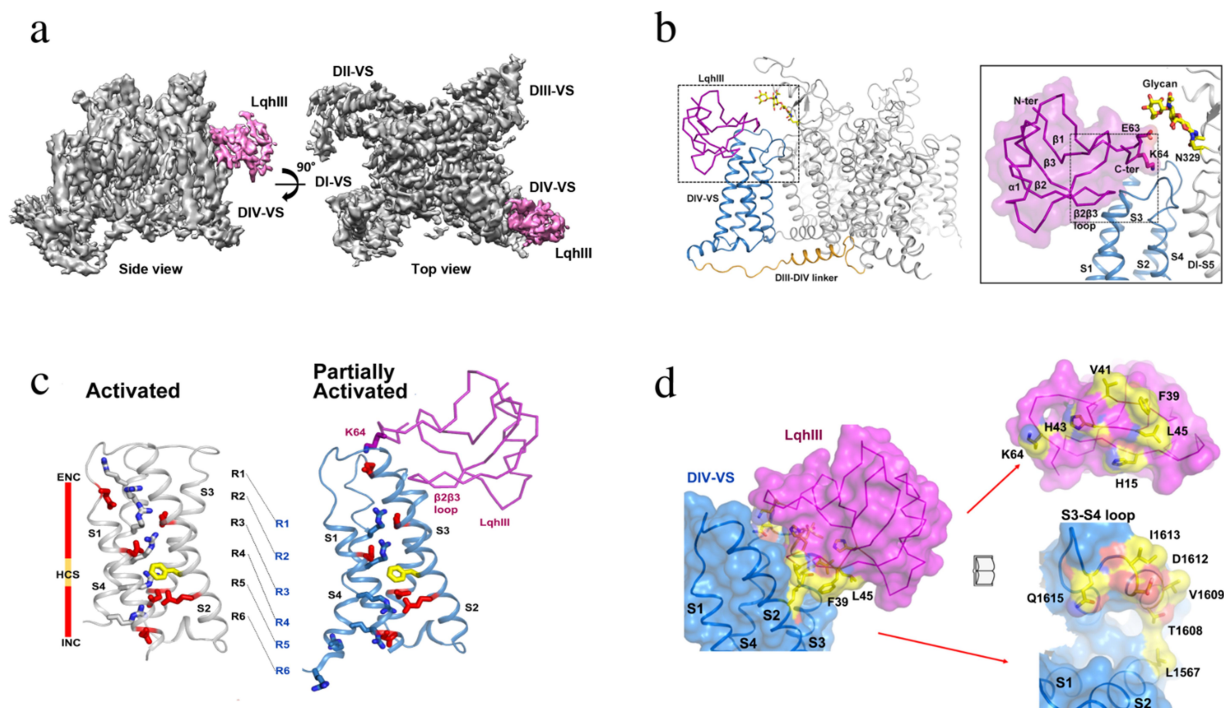 a
LqhIII
90°
DIV-VS
Side view
DII-VS
DIII-VS
DI-VS
DIV-VS
LqhIII
Top view
b
LqhIII
DIV-VS
DIII-DIV linker
N-ter
Glycan
E63
β1
K64
N329
β3
C-ter
α1
β2
β2β3
loop
S3
S4
S1
S2
DI-S5
c
Activated
Partially
Activated
ENC
HCS
INC
S1
S3
S4
S2
R1
R2
R3
R4
R5
R6
R1
R2
R3
R4
R5
R6
K64
β2β3
loop
LqhIII
S1
S3
S4
S2
d
LqhIII
DIV-VS
F39
L45
S1
S2
S4
S3
V41
F39
H43
L45
K64
H15
S3-S4 loop
I1613
D1612
V1609
Q1615
T1608
L1567
S1
S2